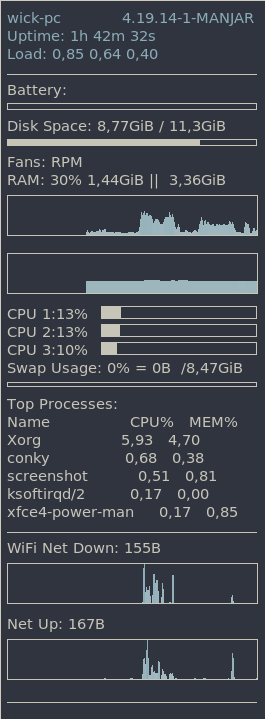 wick-pc 4.19.14-1-MANJAR
Uptime: 1h 42m 32s
Load: 0,85 0,64 0,40
Battery:
Disk Space: 8,77GiB / 11,3GiB
Fans: RPM
RAM: 30% 1,44GiB || 3,36GiB
CPU 1:13%
CPU 2:13%
CPU 3:10%
Swap Usage: 0% = 0B /8,47GiB
Top Processes:
Name CPU% MEM%
Xorg 5,93 4,70
conky 0,68 0,38
screenshot 0,51 0,81
ksoftirqd/2 0,17 0,00
xfce4-power-man 0,17 0,85
WiFi Net Down: 155B
Net Up: 167B